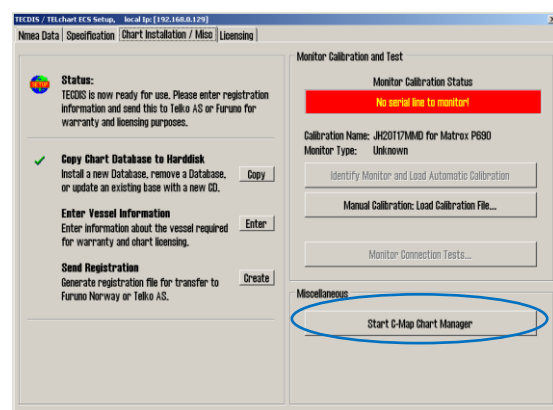 TECDIS / TELchart ECS Setup,   local Ip: [192.168.0.129]
Nmea Data | Specification | Chart Installation / Misc | Licensing |
Status:
TECDIS is now ready for use. Please enter registration
information and send this to Telko AS or Furuno for
warranty and licensing purposes.
Copy Chart Database to Harddisk
Install a new Database, remove a Database,
or update an existing base with a new CD.
Copy
Enter Vessel Information
Enter information about the vessel required
for warranty and chart licensing.
Enter
Send Registration
Generate registration file for transfer to
Furuno Norway or Telko AS.
Create
Monitor Calibration and Test
Monitor Calibration Status
No serial line to monitor!
Calibration Name: JH20T17MMD for Matrox P690
Monitor Type: Unknown
Identify Monitor and Load Automatic Calibration
Manual Calibration: Load Calibration File...
Monitor Connection Tests...
Miscellaneous
Start C-Map Chart Manager